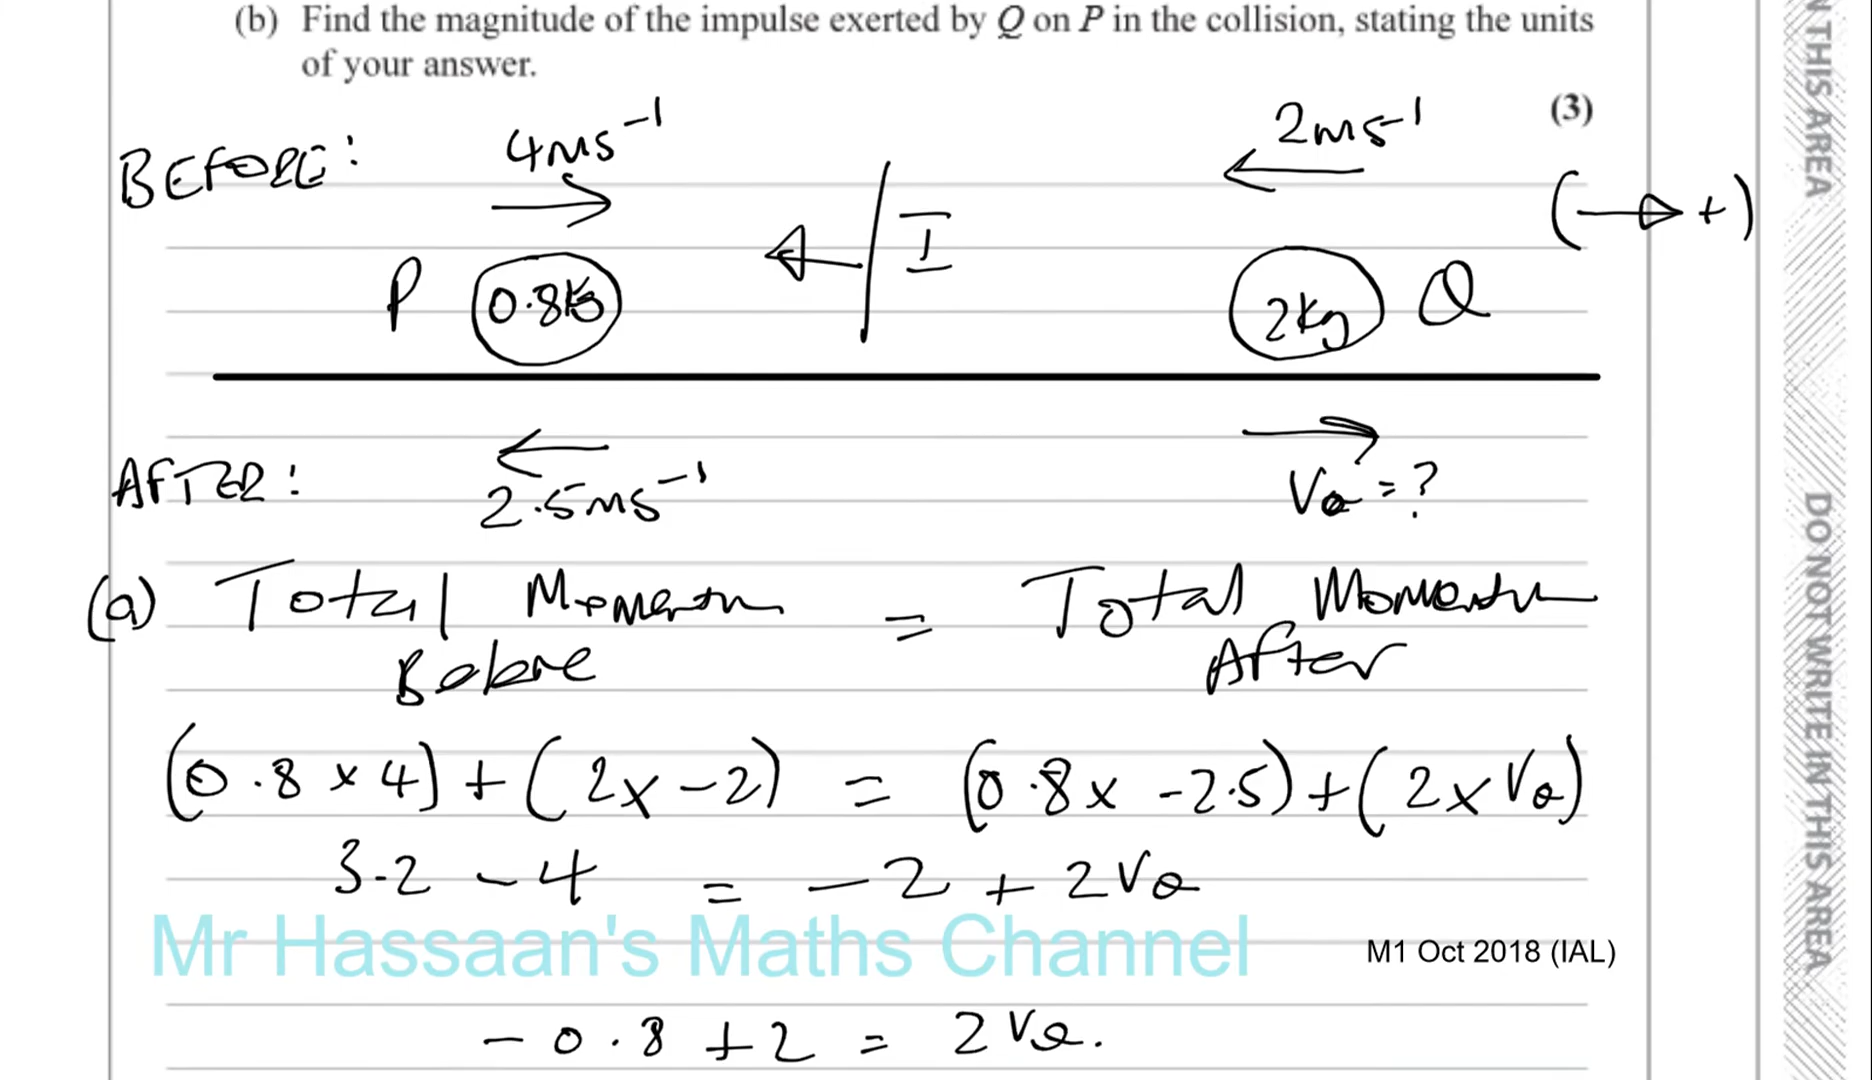 (b) Find the magnitude of the impulse exerted by Q on P in the collision, stating the units
of your answer.
(3)
BEFORE:
4ms⁻¹
2ms⁻¹
(→ +)
I
P
0.8kg
2kg
Q
AFTER:
2.5ms⁻¹
VQ = ?
(a) Total Momentum = Total Momentum
Before
After
(0.8 x 4) + (2x -2) = (0.8x -2.5) + (2 x VQ)
3.2 - 4 = -2 + 2VQ
Mr Hassaan's Maths Channel
M1 Oct 2018 (IAL)
- 0.8 + 2 = 2VQ.
N THIS AREA
DO NOT WRITE IN THIS AREA